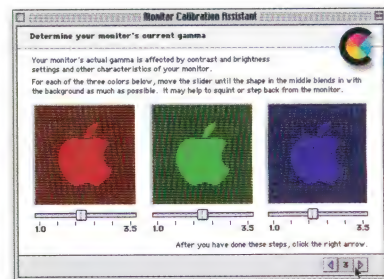 Monitor Calibration Assistant
Determine your monitor's current gamma
Your monitor's actual gamma is affected by contrast and brightness
settings and other characteristics of your monitor.
For each of the three colors below, move the slider until the shape in the middle blends in with
the background as much as possible. It may help to squint or step back from the monitor.
1.0 3.5 1.0 3.5 1.0 3.5
After you have done these steps, click the right arrow.
3